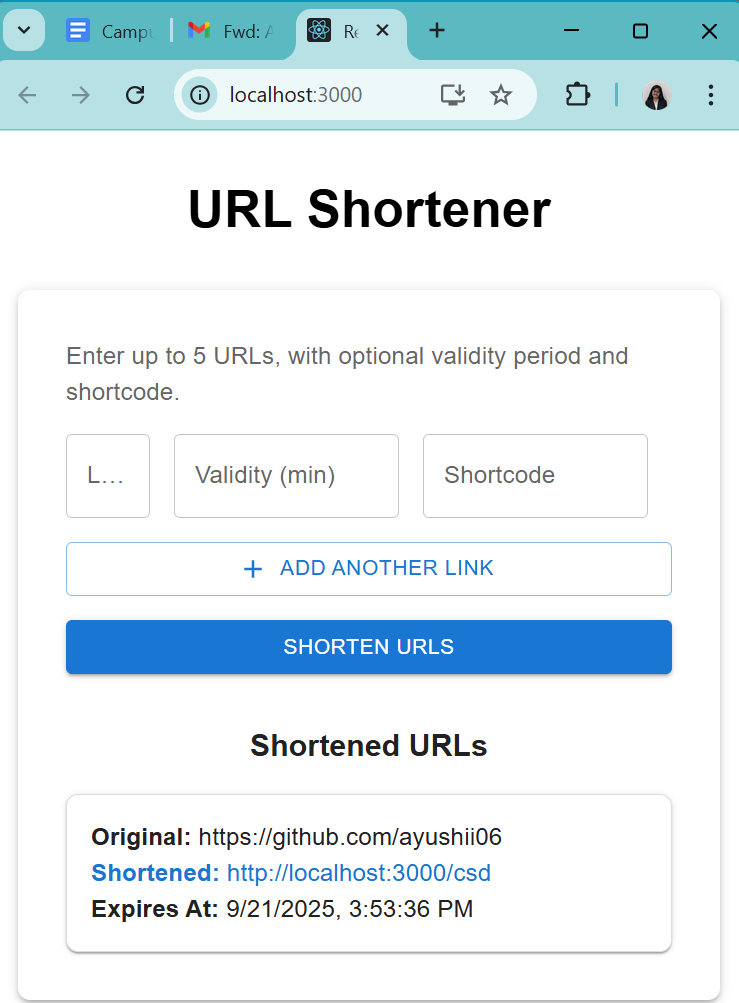 Camp
Fwd: A
Re
localhost:3000
URL Shortener
Enter up to 5 URLs, with optional validity period and
shortcode.
L…
Validity (min)
Shortcode
ADD ANOTHER LINK
SHORTEN URLS
Shortened URLs
Original: https://github.com/ayushii06
Shortened: http://localhost:3000/csd
Expires At: 9/21/2025, 3:53:36 PM